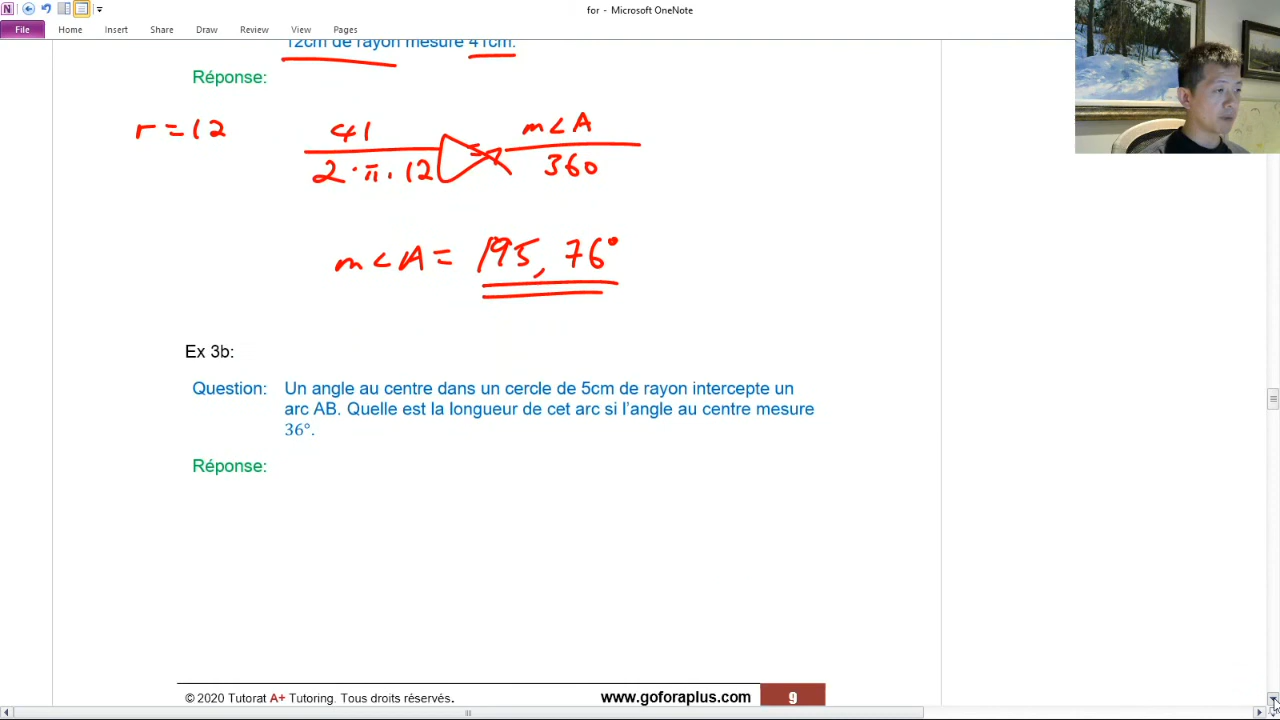 for - Microsoft OneNote
File Home Insert Share Draw Review View Pages
12cm de rayon mesure 41cm.
Réponse:
r = 12
41 m<A
2·π·12 = 360
m<A = 195,76°
Ex 3b:
Question: Un angle au centre dans un cercle de 5cm de rayon intercepte un
arc AB. Quelle est la longueur de cet arc si l'angle au centre mesure
36°.
Réponse:
© 2020 Tutorat A+ Tutoring. Tous droits réservés. www.goforaplus.com 9